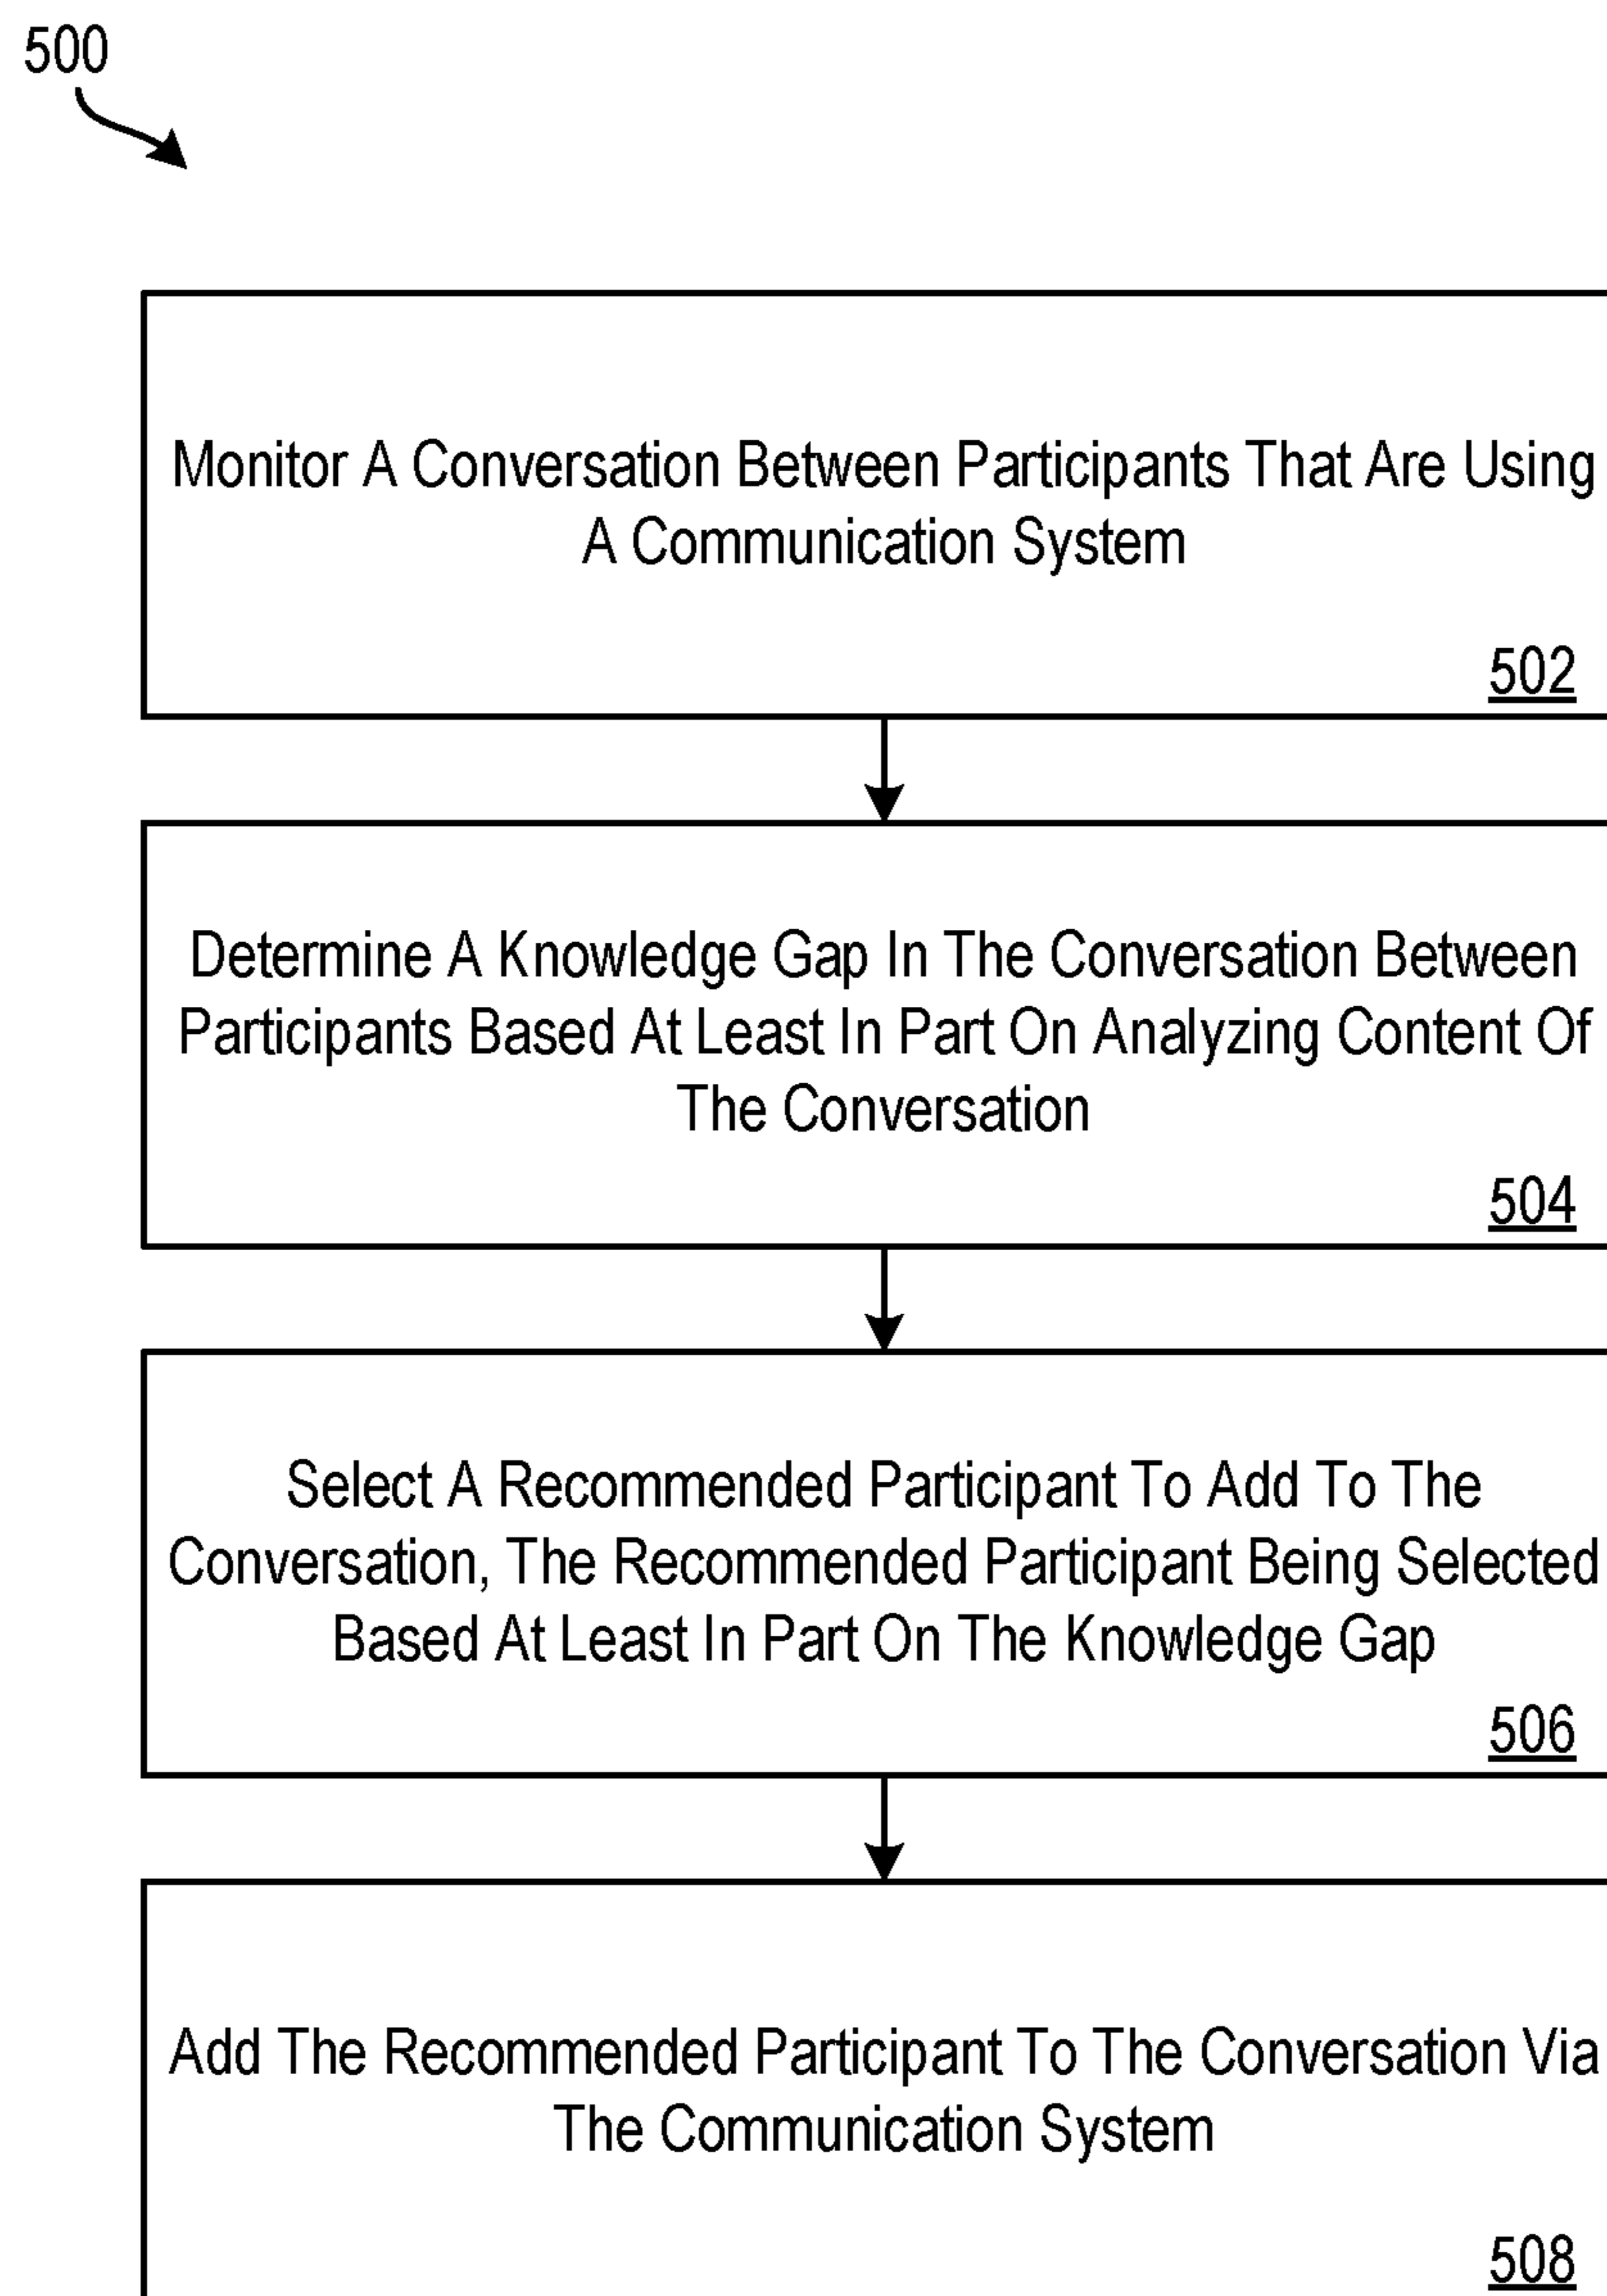 500
Monitor A Conversation Between Participants That Are Using
A Communication System
502
Determine A Knowledge Gap In The Conversation Between
Participants Based At Least In Part On Analyzing Content Of
The Conversation
504
Select A Recommended Participant To Add To The
Conversation, The Recommended Participant Being Selected
Based At Least In Part On The Knowledge Gap
506
Add The Recommended Participant To The Conversation Via
The Communication System
508